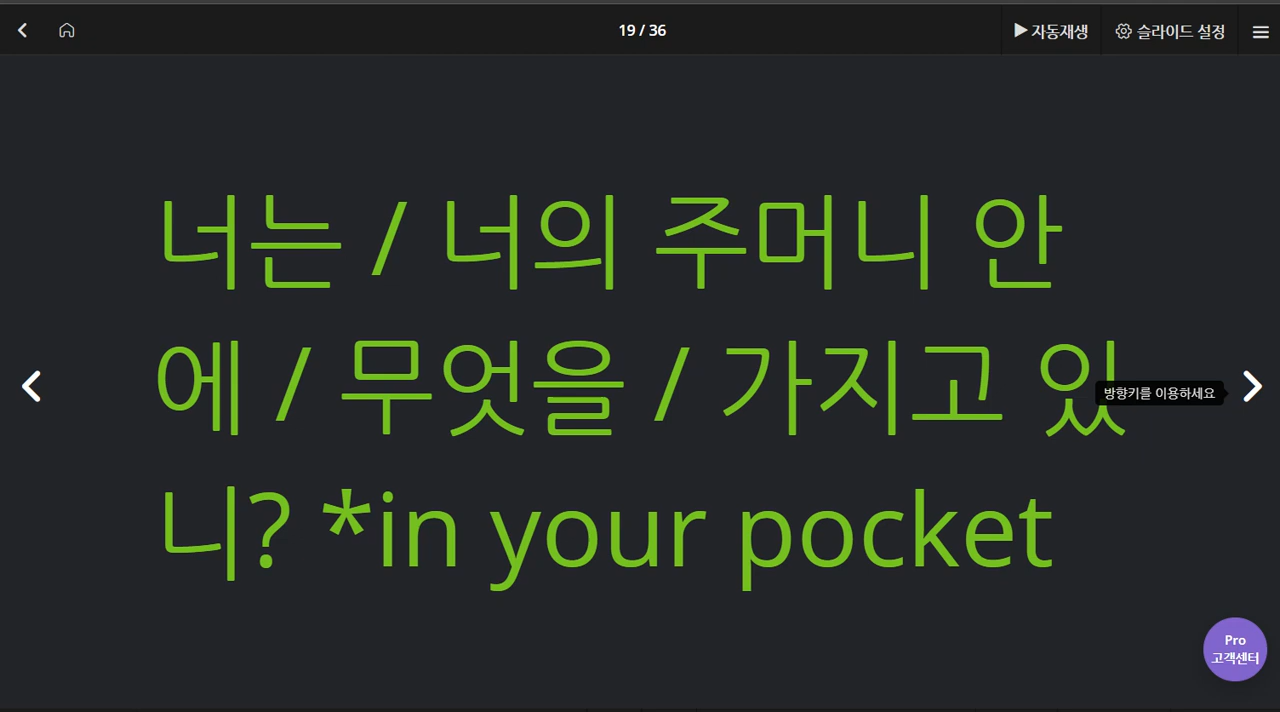 19 / 36
▶ 자동재생
슬라이드 설정
너는 / 너의 주머니 안
에 / 무엇을 / 가지고 있
니? *in your pocket
방향키를 이용하세요
Pro
고객센터